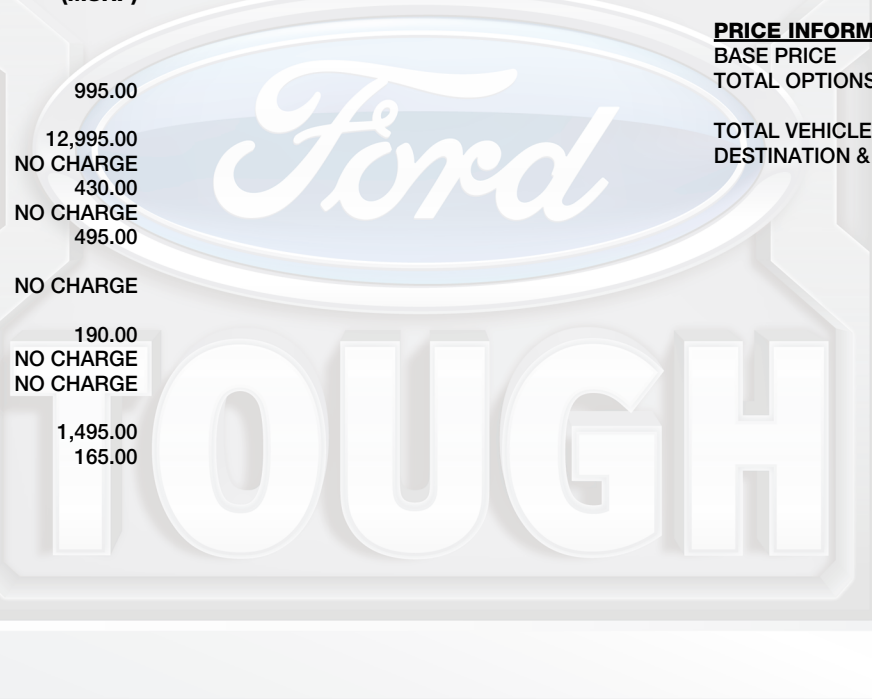 (MSRP)
995.00
12,995.00
NO CHARGE
430.00
NO CHARGE
495.00
NO CHARGE
190.00
NO CHARGE
NO CHARGE
1,495.00
165.00
PRICE INFORM
BASE PRICE
TOTAL OPTIONS
TOTAL VEHICLE
DESTINATION &
Ford
TOUGH